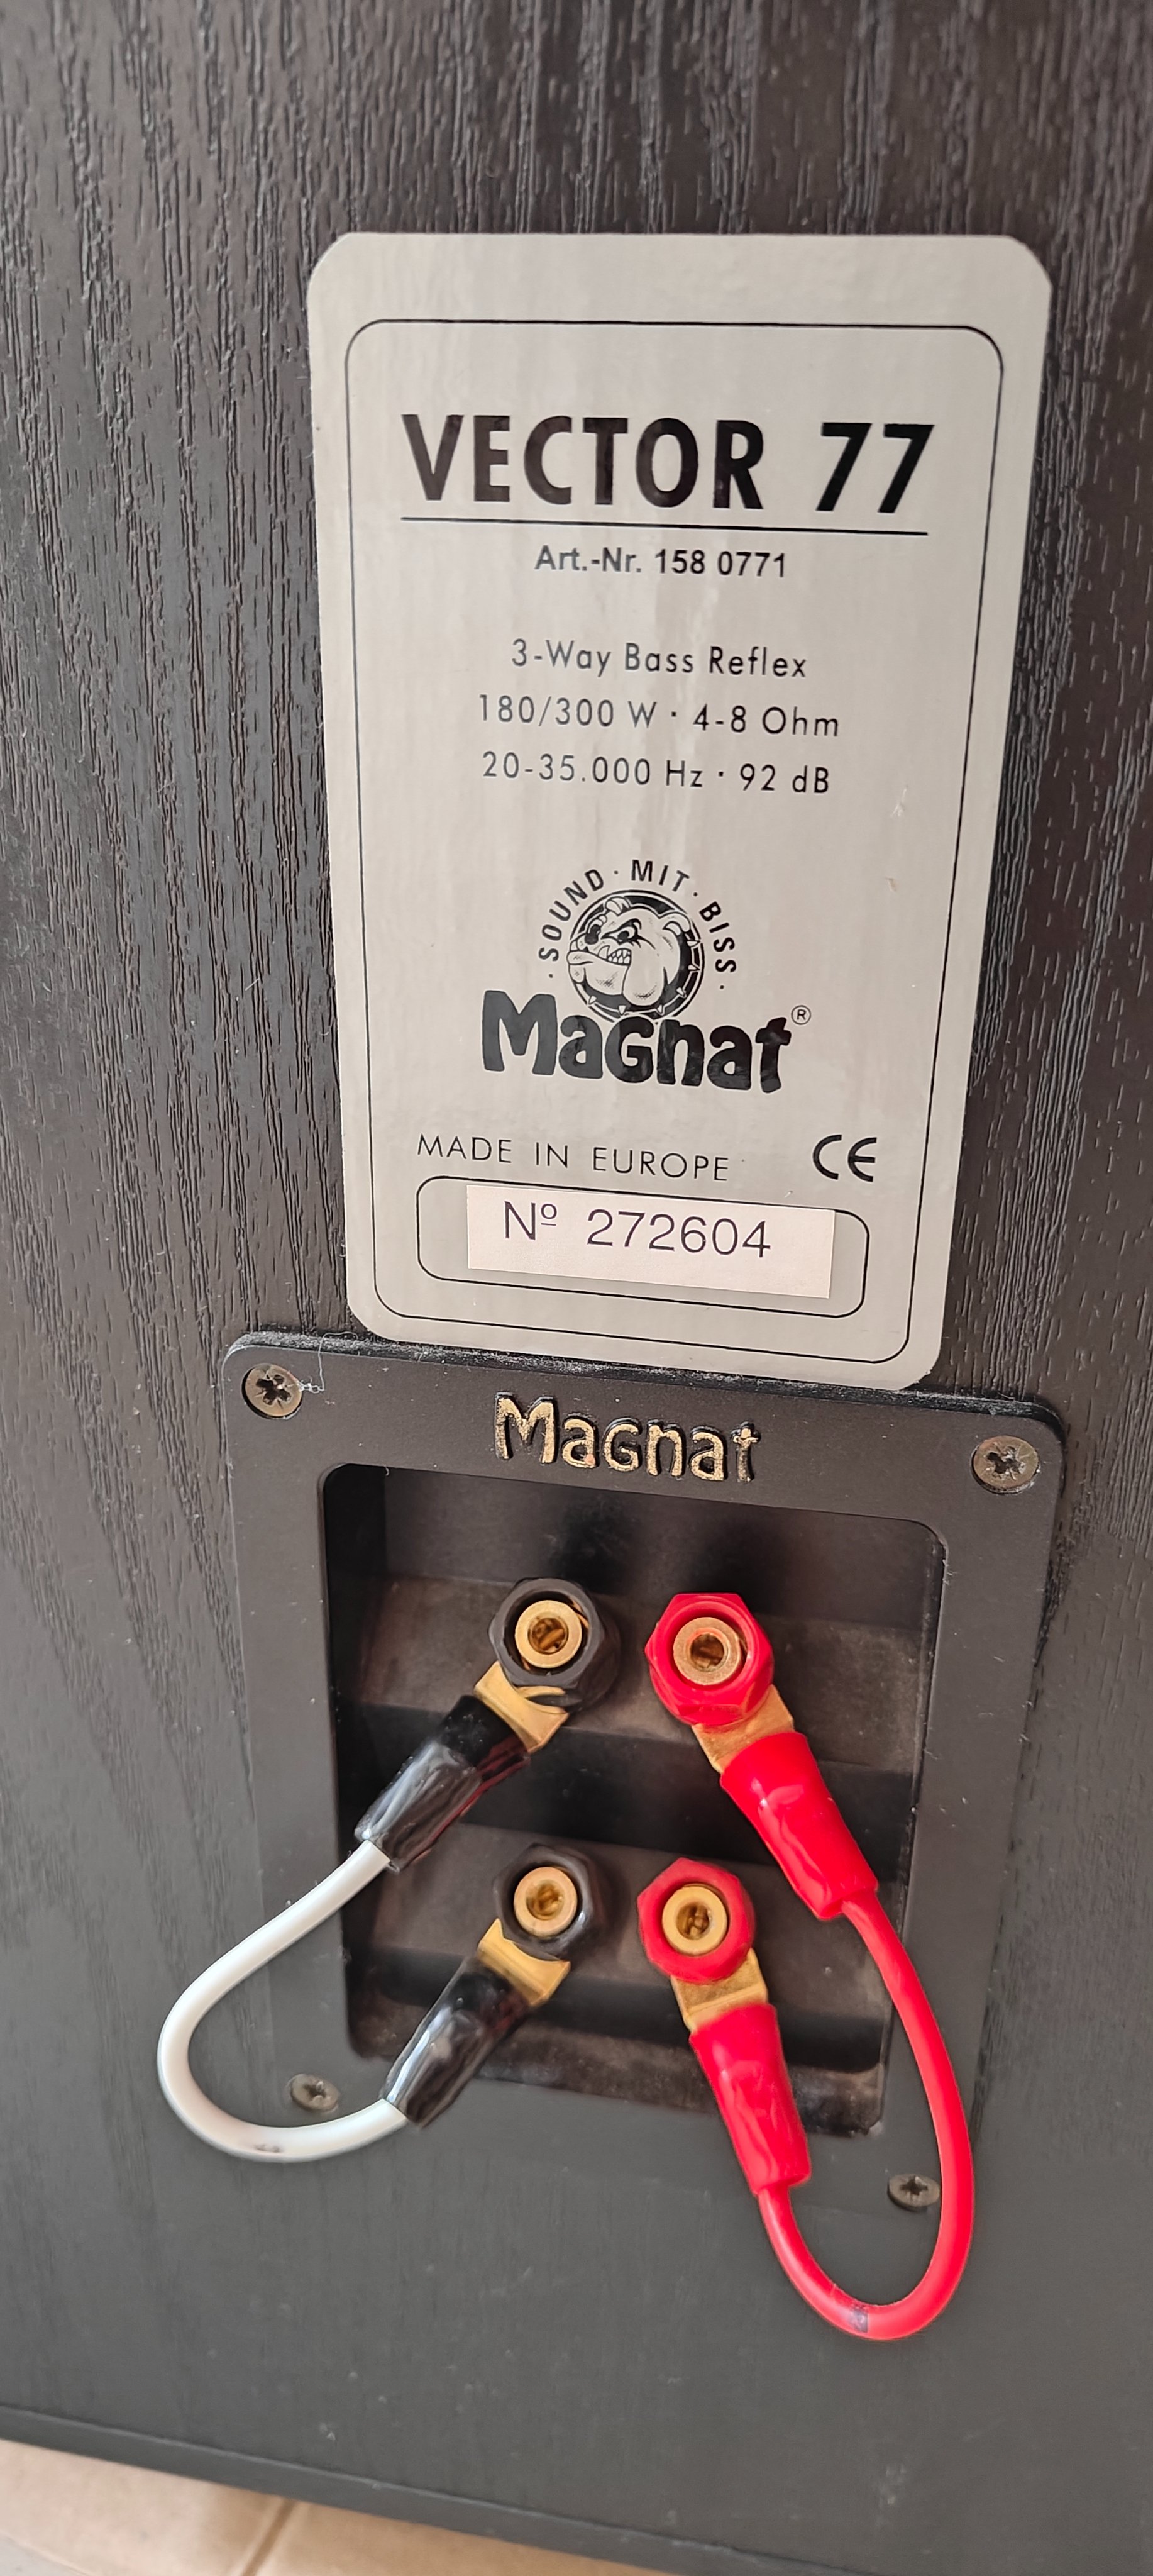 VECTOR 77
Art.-Nr. 158 0771
3-Way Bass Reflex
180/300 W · 4-8 Ohm
20-35.000 Hz · 92 dB
· SOUND · MIT · BISS ·
Magnat®
MADE IN EUROPE CE
Nº 272604
Magnat